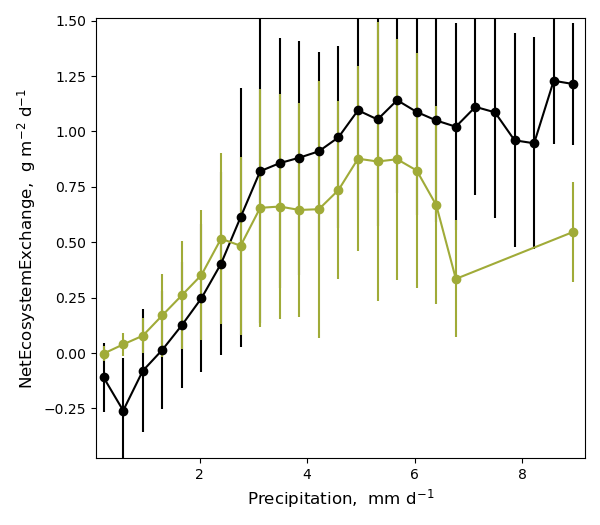 1.50
1.25
1.00
0.75
0.50
0.25
0.00
−0.25
NetEcosystemExchange, g m⁻² d⁻¹
2 4 6 8
Precipitation, mm d⁻¹